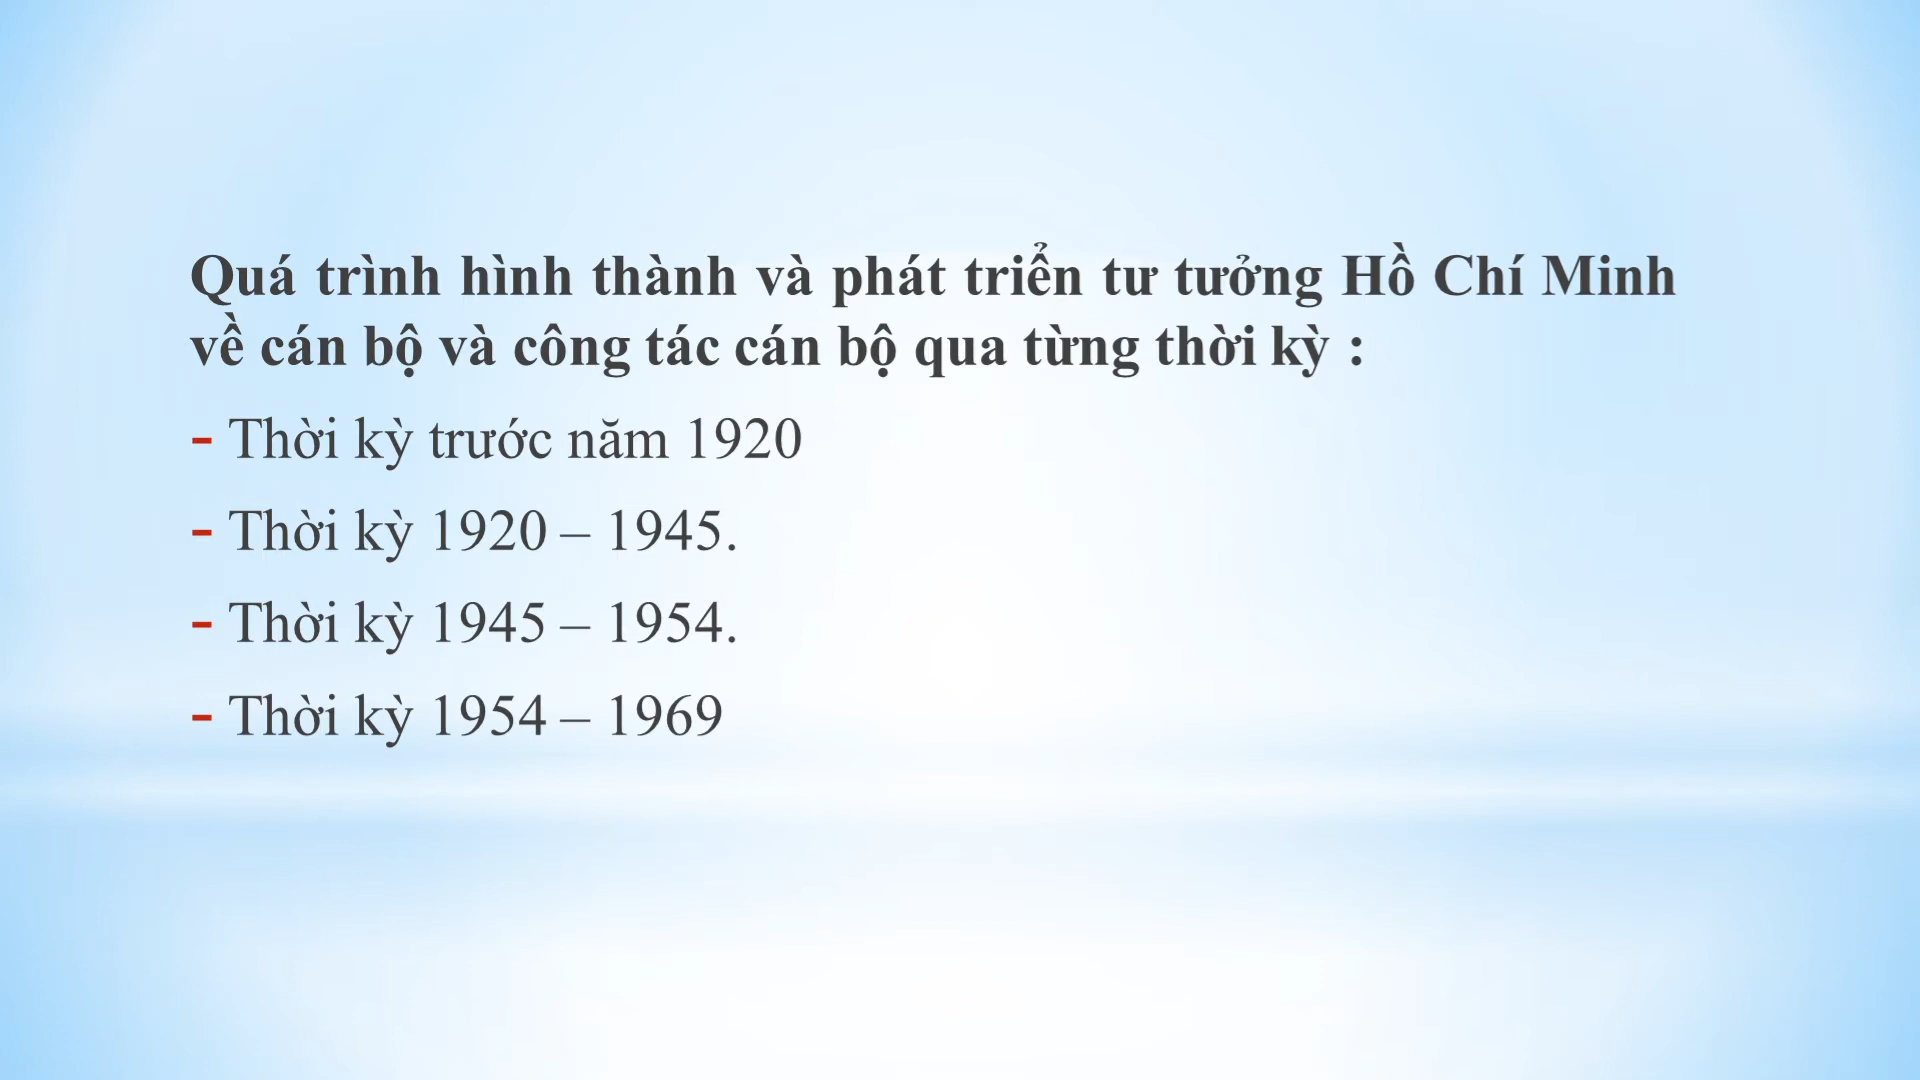 Quá trình hình thành và phát triển tư tưởng Hồ Chí Minh
về cán bộ và công tác cán bộ qua từng thời kỳ :
- Thời kỳ trước năm 1920
- Thời kỳ 1920 – 1945.
- Thời kỳ 1945 – 1954.
- Thời kỳ 1954 – 1969